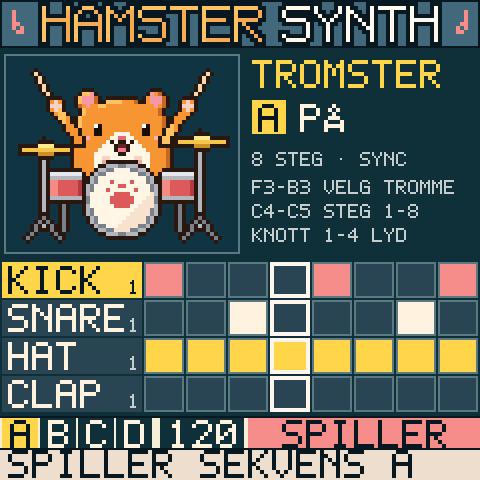 HAMSTER SYNTH
TROMSTER
A PÅ
8 STEG · SYNC
F3-B3 VELG TROMME
C4-C5 STEG 1-8
KNOTT 1-4 LYD
KICK 1
SNARE 1
HAT 1
CLAP 1
A B C D 120 SPILLER
SPILLER SEKVENS A